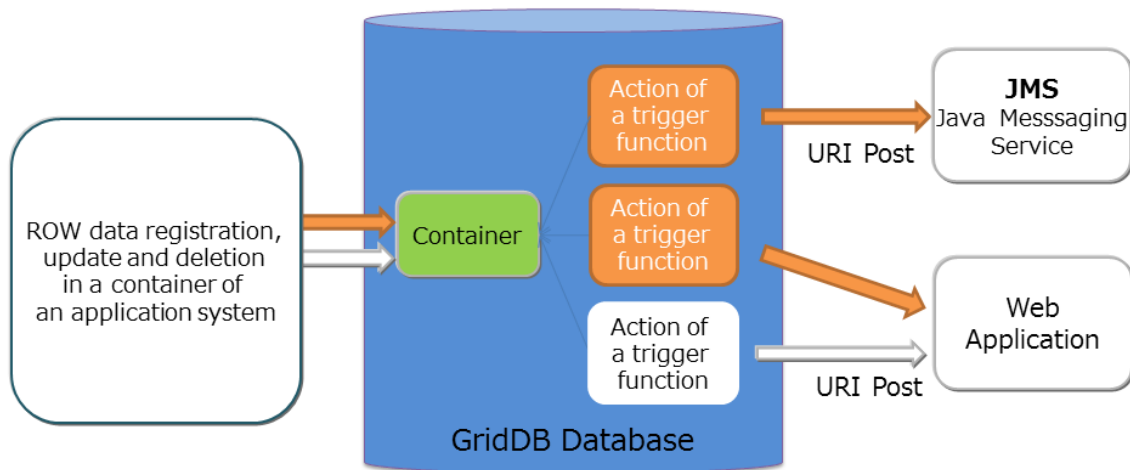 ROW data registration,
update and deletion
in a container of
an application system
Container
Action of
a trigger
function
Action of
a trigger
function
Action of
a trigger
function
GridDB Database
URI Post
JMS
Java Messsaging
Service
Web
Application
URI Post